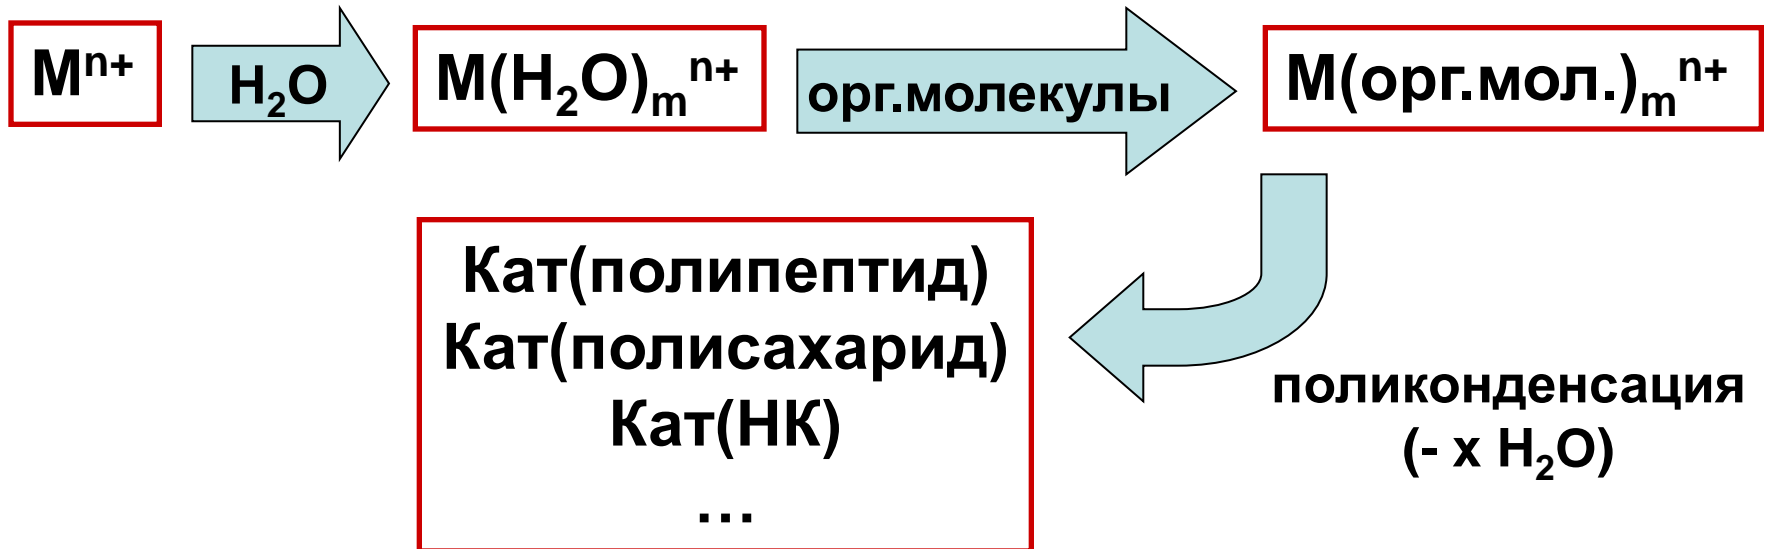 Mⁿ⁺
H₂O
M(H₂O)ₘⁿ⁺
орг.молекулы
М(орг.мол.)ₘⁿ⁺
Кат(полипептид)
Кат(полисахарид)
Кат(НК)
...
поликонденсация
(- x H₂O)